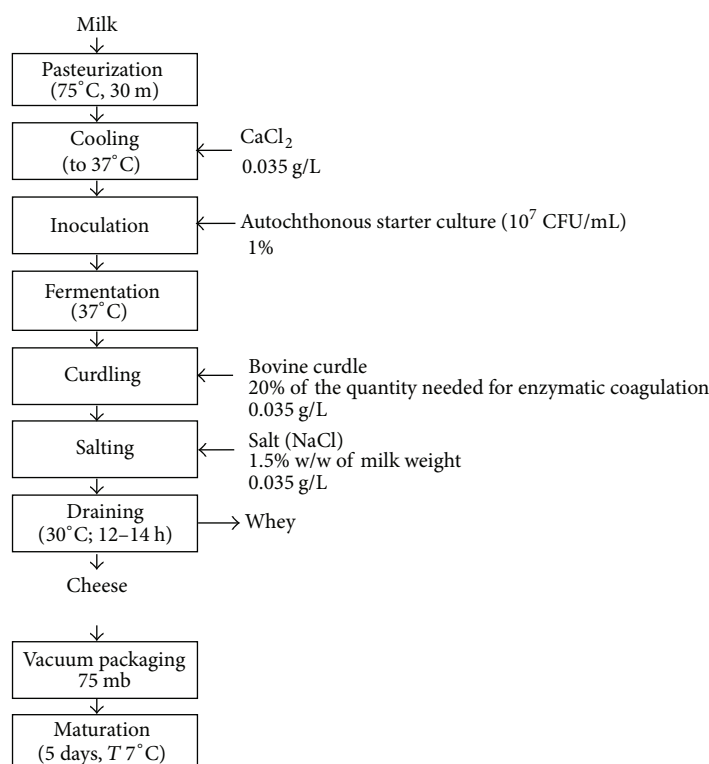 Milk
Pasteurization
(75°C, 30 m)
Cooling
(to 37°C)
CaCl₂
0.035 g/L
Inoculation
Autochthonous starter culture (10⁷ CFU/mL)
1%
Fermentation
(37°C)
Curdling
Bovine curdle
20% of the quantity needed for enzymatic coagulation
0.035 g/L
Salting
Salt (NaCl)
1.5% w/w of milk weight
0.035 g/L
Draining
(30°C; 12–14 h)
Whey
Cheese
Vacuum packaging
75 mb
Maturation
(5 days, T 7°C)